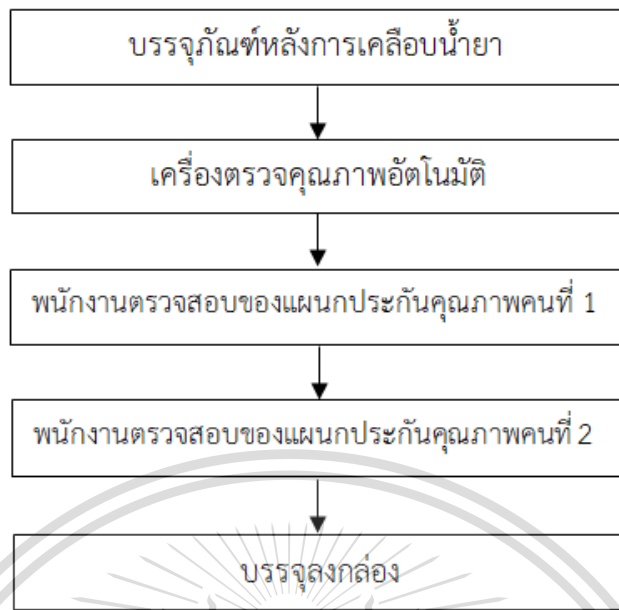 บรรจุภัณฑ์หลังการเคลือบน้ำยา
เครื่องตรวจคุณภาพอัตโนมัติ
พนักงานตรวจสอบของแผนกประกันคุณภาพคนที่ 1
พนักงานตรวจสอบของแผนกประกันคุณภาพคนที่ 2
บรรจุลงกล่อง